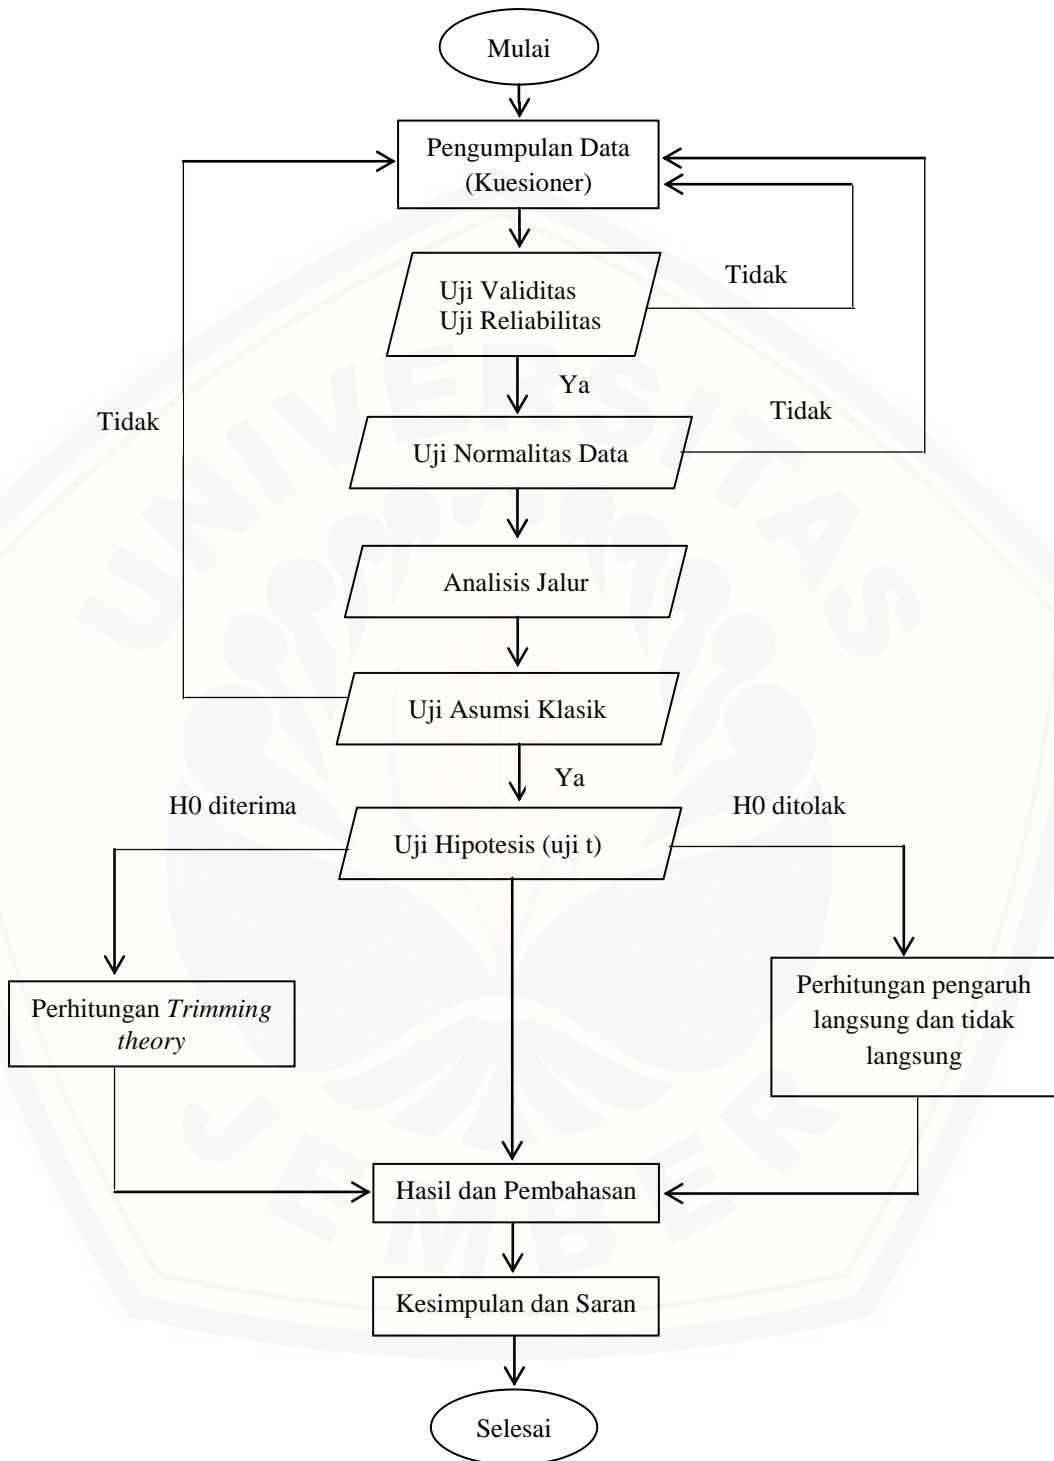 Mulai
Pengumpulan Data
(Kuesioner)
Tidak
Uji Validitas
Uji Reliabilitas
Ya
Tidak
Tidak
Uji Normalitas Data
Analisis Jalur
Uji Asumsi Klasik
Ya
H0 diterima
H0 ditolak
Uji Hipotesis (uji t)
Perhitungan Trimming
theory
Perhitungan pengaruh
langsung dan tidak
langsung
Hasil dan Pembahasan
Kesimpulan dan Saran
Selesai
UNIVERSITAS
JEMBER